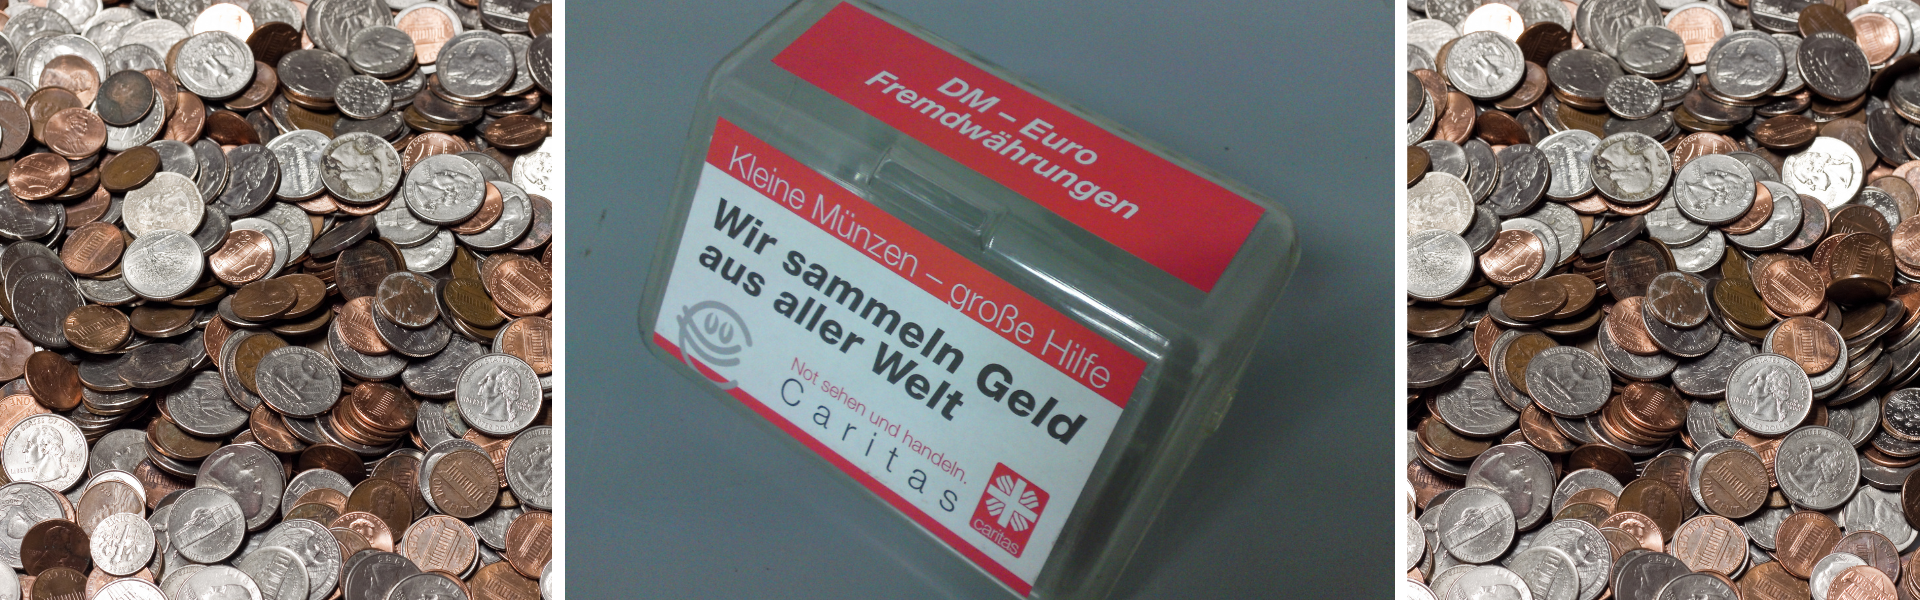 DM – Euro
Fremdwährungen
Kleine Münzen – große Hilfe
Wir sammeln Geld
aus aller Welt
Not sehen und handeln.
Caritas
caritas